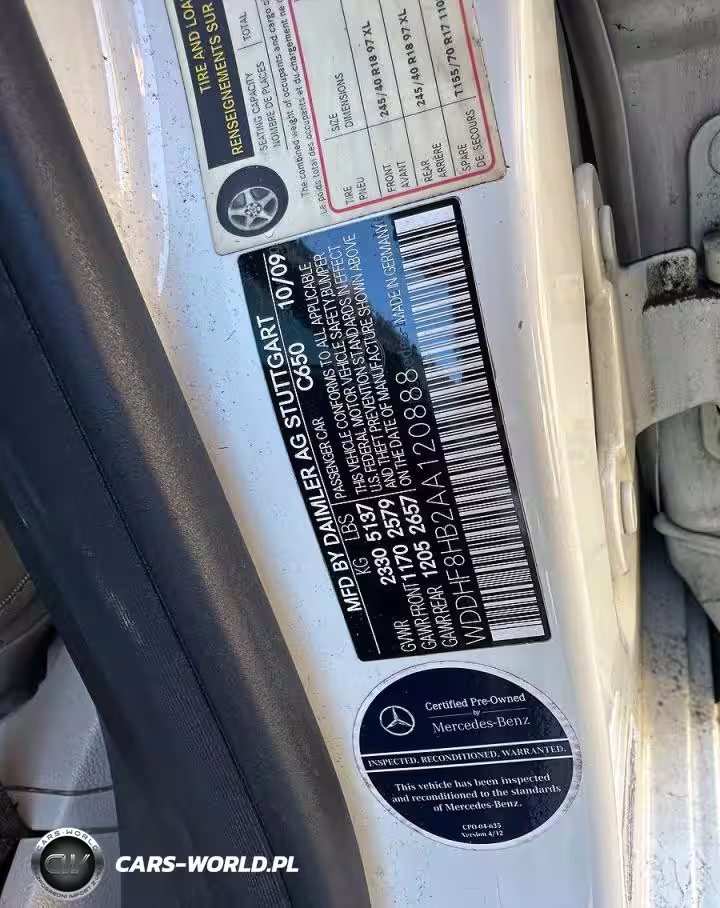 TIRE AND LOA
RENSEIGNEMENTS SUR
SEATING CAPACITY
NOMBRE DE PLACES
TOTAL
The combined weight of occupants and cargo s
Le poids total des occupants et du chargement ne d
TIRE
PNEU
SIZE
DIMENSIONS
FRONT
AVANT
245/40 R18 97 XL
REAR
ARRIÈRE
245/40 R18 97 XL
SPARE
DE SECOURS
T155/70 R17 110
MFD BY DAIMLER AG STUTTGART 10/09
KG LBS PASSENGER CAR C650
GVWR 2330 5137
GAWR FRONT 1170 2579
GAWR REAR 1205 2657
THIS VEHICLE CONFORMS TO ALL APPLICABLE
U.S. FEDERAL MOTOR VEHICLE SAFETY, BUMPER
AND THEFT PREVENTION STANDARDS IN EFFECT
ON THE DATE OF MANUFACTURE SHOWN ABOVE
WDDHF8HB2AA120888
MADE IN GERMANY
Certified Pre-Owned
by
Mercedes-Benz
INSPECTED. RECONDITIONED. WARRANTED.
This vehicle has been inspected
and reconditioned to the standards
of Mercedes-Benz.
CPO-04-635
Version 4/12
CARS-WORLD
CW
CARS-WORLD.PL